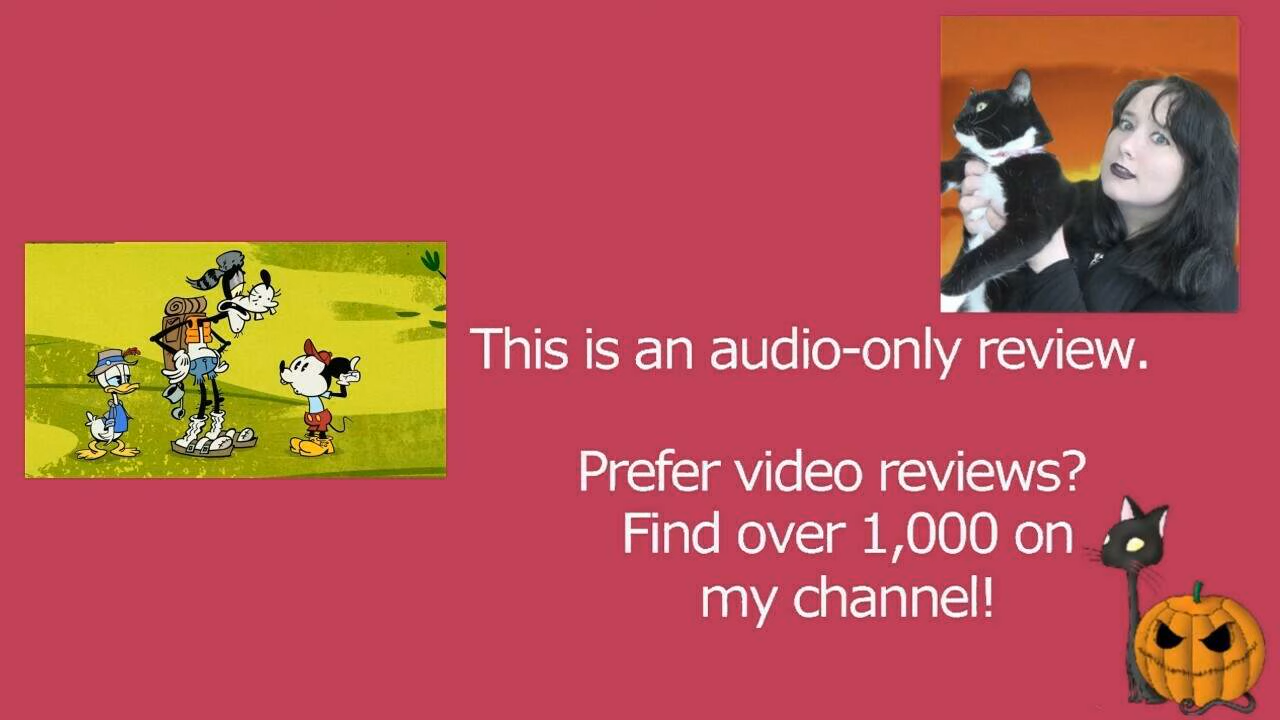 This is an audio-only review.
Prefer video reviews?
Find over 1,000 on
my channel!